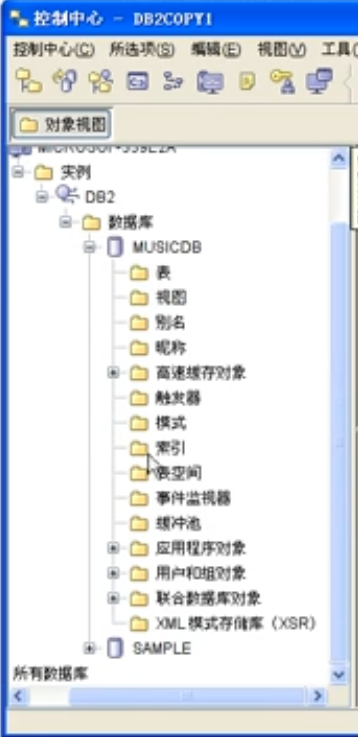 控制中心 - DB2COPY1
控制中心(C) 所选项(S) 编辑(E) 视图(V) 工具(
对象视图
实例
DB2
数据库
MUSICDB
表
视图
别名
昵称
高速缓存对象
触发器
模式
索引
表空间
事件监视器
缓冲池
应用程序对象
用户和组对象
联合数据库对象
XML 模式存储库（XSR）
SAMPLE
所有数据库